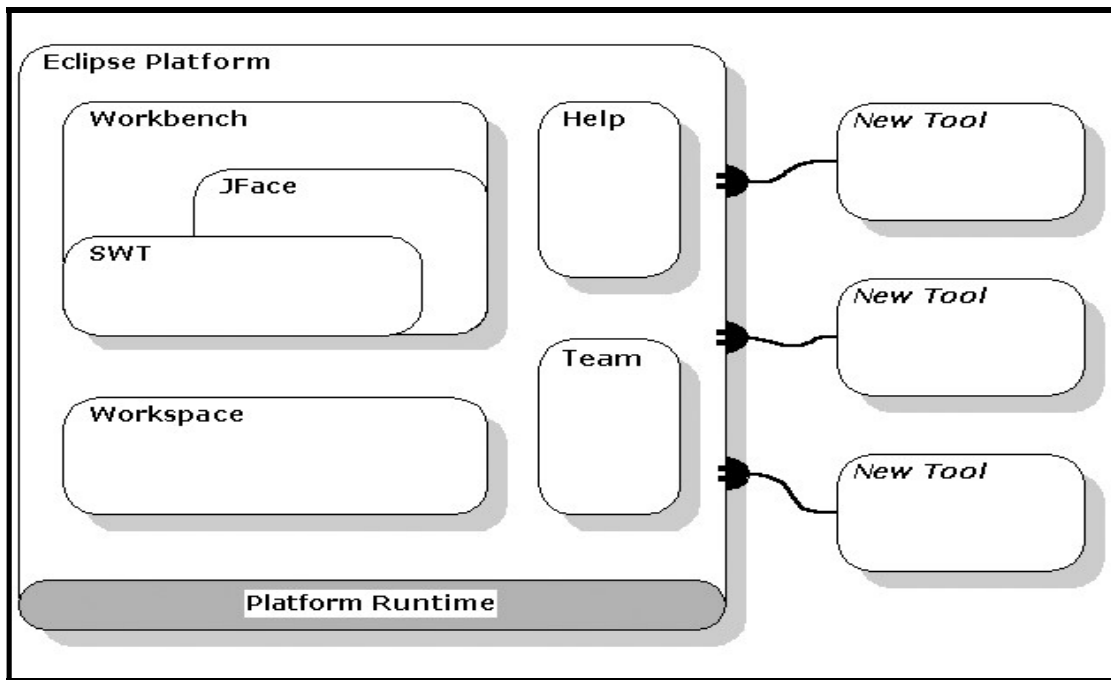 Eclipse Platform
Workbench
JFace
SWT
Workspace
Help
Team
Platform Runtime
New Tool
New Tool
New Tool